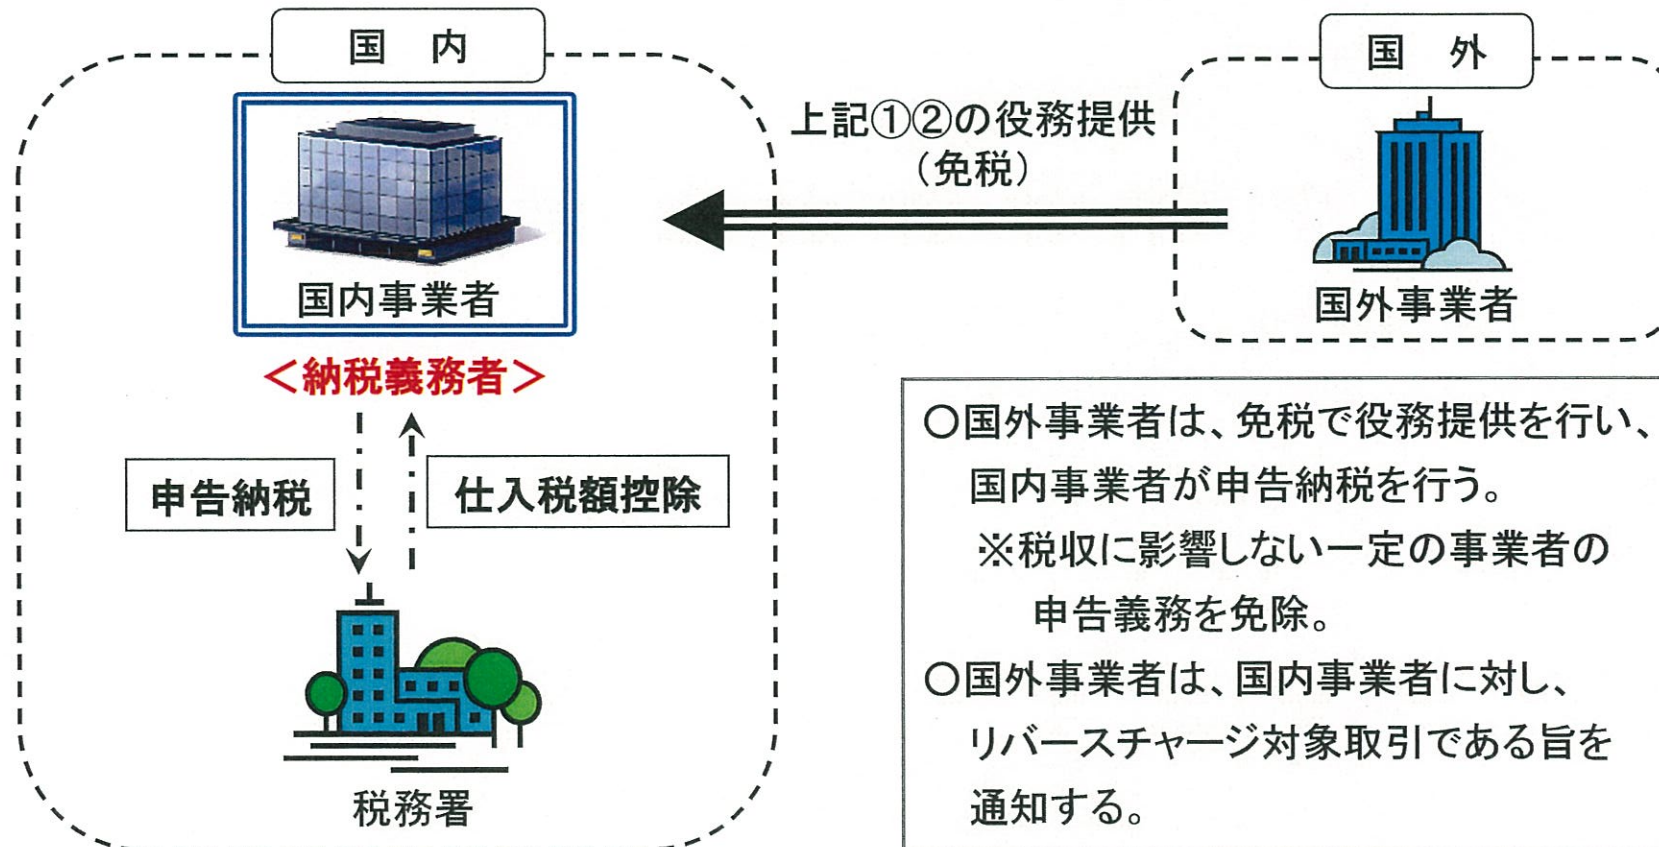 国　内
国　外
上記①②の役務提供
（免税）
国内事業者
国外事業者
＜納税義務者＞
申告納税
仕入税額控除
税務署
○国外事業者は、免税で役務提供を行い、
国内事業者が申告納税を行う。
※税収に影響しない一定の事業者の
申告義務を免除。
○国外事業者は、国内事業者に対し、
リバースチャージ対象取引である旨を
通知する。